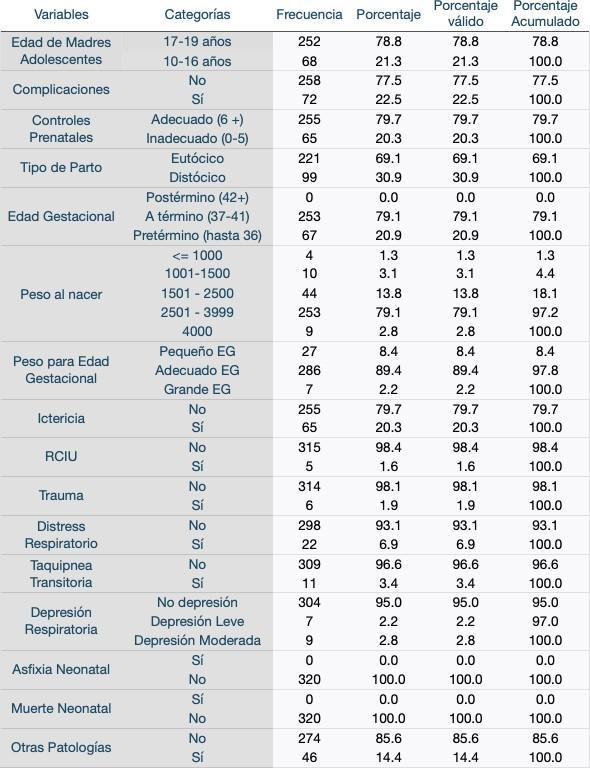 Variables Categorías Frecuencia Porcentaje Porcentaje válido Porcentaje Acumulado
Edad de Madres Adolescentes 17-19 años 252 78.8 78.8 78.8
10-16 años 68 21.3 21.3 100.0
Complicaciones No 258 77.5 77.5 77.5
Sí 72 22.5 22.5 100.0
Controles Prenatales Adecuado (6 +) 255 79.7 79.7 79.7
Inadecuado (0-5) 65 20.3 20.3 100.0
Tipo de Parto Eutócico 221 69.1 69.1 69.1
Distócico 99 30.9 30.9 100.0
Edad Gestacional Postérmino (42+) 0 0.0 0.0 0.0
A término (37-41) 253 79.1 79.1 79.1
Pretérmino (hasta 36) 67 20.9 20.9 100.0
Peso al nacer <= 1000 4 1.3 1.3 1.3
1001-1500 10 3.1 3.1 4.4
1501 - 2500 44 13.8 13.8 18.1
2501 - 3999 253 79.1 79.1 97.2
4000 9 2.8 2.8 100.0
Peso para Edad Gestacional Pequeño EG 27 8.4 8.4 8.4
Adecuado EG 286 89.4 89.4 97.8
Grande EG 7 2.2 2.2 100.0
Ictericia No 255 79.7 79.7 79.7
Sí 65 20.3 20.3 100.0
RCIU No 315 98.4 98.4 98.4
Sí 5 1.6 1.6 100.0
Trauma No 314 98.1 98.1 98.1
Sí 6 1.9 1.9 100.0
Distress Respiratorio No 298 93.1 93.1 93.1
Sí 22 6.9 6.9 100.0
Taquipnea Transitoria No 309 96.6 96.6 96.6
Sí 11 3.4 3.4 100.0
Depresión Respiratoria No depresión 304 95.0 95.0 95.0
Depresión Leve 7 2.2 2.2 97.0
Depresión Moderada 9 2.8 2.8 100.0
Asfixia Neonatal Sí 0 0.0 0.0 0.0
No 320 100.0 100.0 100.0
Muerte Neonatal Sí 0 0.0 0.0 0.0
No 320 100.0 100.0 100.0
Otras Patologías No 274 85.6 85.6 85.6
Sí 46 14.4 14.4 100.0